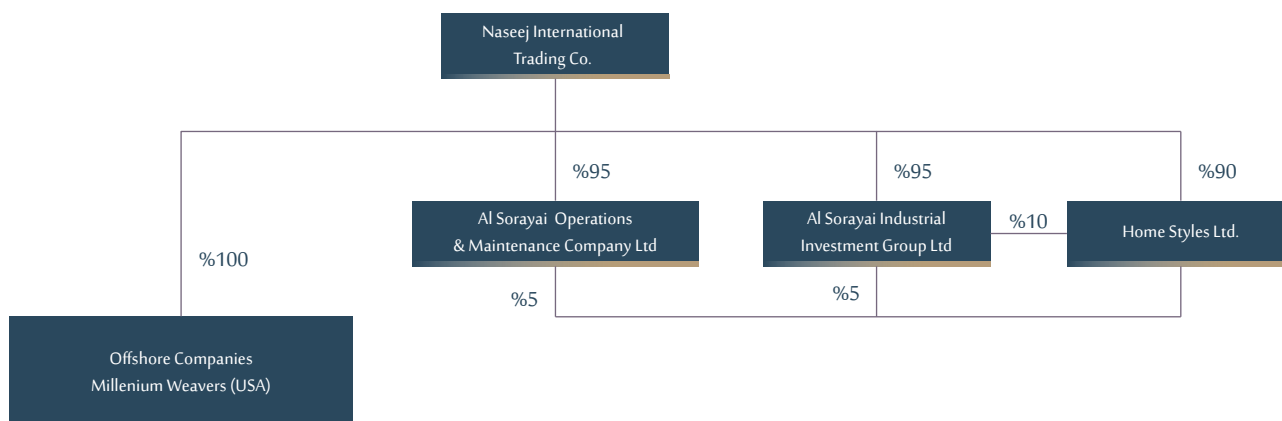 Naseej International
Trading Co.
%95
%95
%90
Al Sorayai Operations
& Maintenance Company Ltd
Al Sorayai Industrial
Investment Group Ltd
%10
Home Styles Ltd.
%100
%5
%5
Offshore Companies
Millenium Weavers (USA)